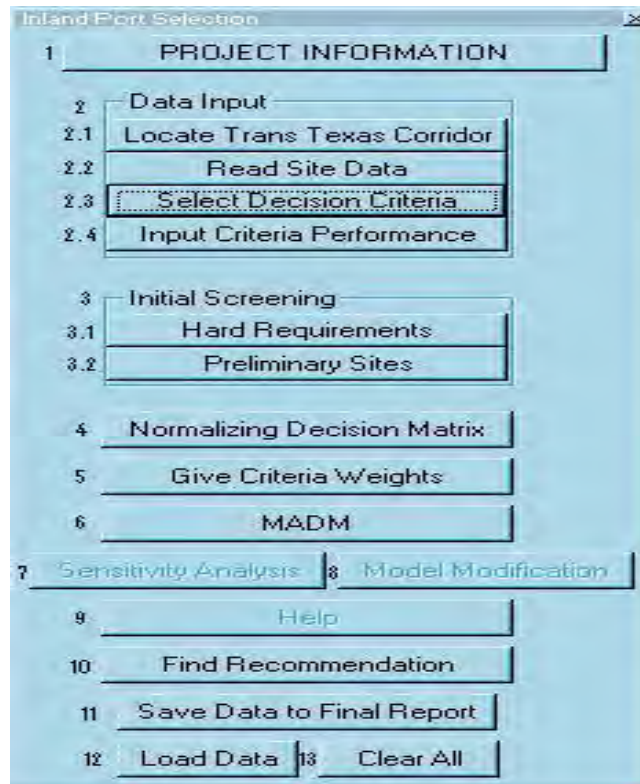 Inland Port Selection
1 PROJECT INFORMATION
2 Data Input
2.1 Locate Trans Texas Corridor
2.2 Read Site Data
2.3 Select Decision Criteria
2.4 Input Criteria Performance
3 Initial Screening
3.1 Hard Requirements
3.2 Preliminary Sites
4 Normalizing Decision Matrix
5 Give Criteria Weights
6 MADM
7 Sensitivity Analysis 8 Model Modification
9 Help
10 Find Recommendation
11 Save Data to Final Report
12 Load Data 13 Clear All